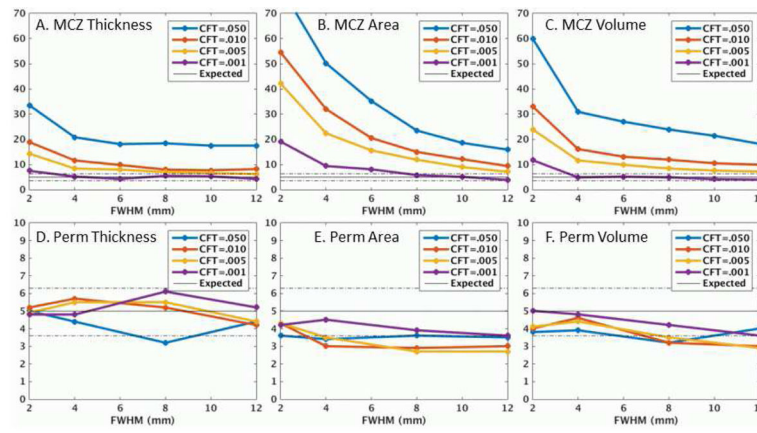 A. MCZ Thickness
CFT=.050
CFT=.010
CFT=.005
CFT=.001
Expected
70
60
50
40
30
20
10
0
2 4 6 8 10 12
FWHM (mm)
B. MCZ Area
CFT=.050
CFT=.010
CFT=.005
CFT=.001
Expected
70
60
50
40
30
20
10
0
2 4 6 8 10 12
FWHM (mm)
C. MCZ Volume
CFT=.050
CFT=.010
CFT=.005
CFT=.001
Expected
70
60
50
40
30
20
10
0
2 4 6 8 10 12
FWHM (mm)
D. Perm Thickness
CFT=.050
CFT=.010
CFT=.005
CFT=.001
Expected
10
9
8
7
6
5
4
3
2
1
0
2 4 6 8 10 12
FWHM (mm)
E. Perm Area
CFT=.050
CFT=.010
CFT=.005
CFT=.001
Expected
10
9
8
7
6
5
4
3
2
1
0
2 4 6 8 10 12
FWHM (mm)
F. Perm Volume
CFT=.050
CFT=.010
CFT=.005
CFT=.001
Expected
10
9
8
7
6
5
4
3
2
1
0
2 4 6 8 10 12
FWHM (mm)